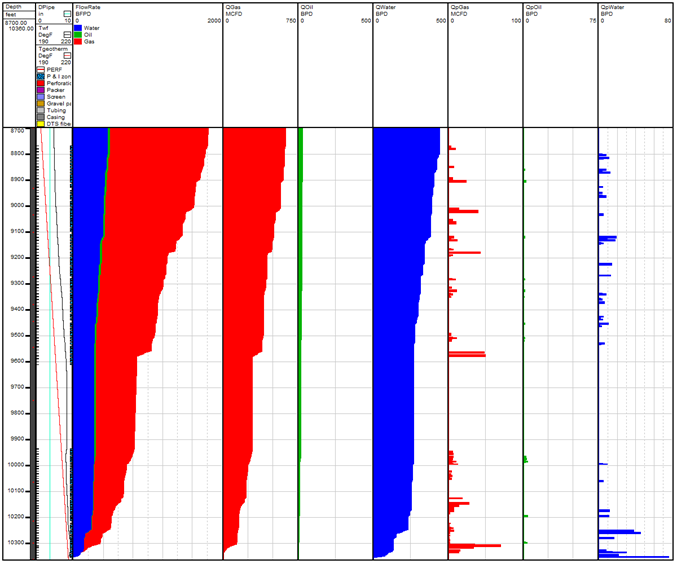 Depth
feet
8700.00
10360.00
DPipe
in
0 10
Twf
DegF
190 220
Tgeotherm.
DegF
190 220
PERF
P & I zon
Perforatio
Packer
Screen
Gravel pa
Tubing
Casing
DTS fibe
FlowRate
BFPD
0 2000
Water
Oil
Gas
QGas
MCFD
0 750
QOil
BPD
0 500
QWater
BPD
0 500
QpGas
MCFD
0 100
QpOil
BPD
0 75
QpWater
BPD
0 80
8700
8800
8900
9000
9100
9200
9300
9400
9500
9600
9700
9800
9900
10000
10100
10200
10300